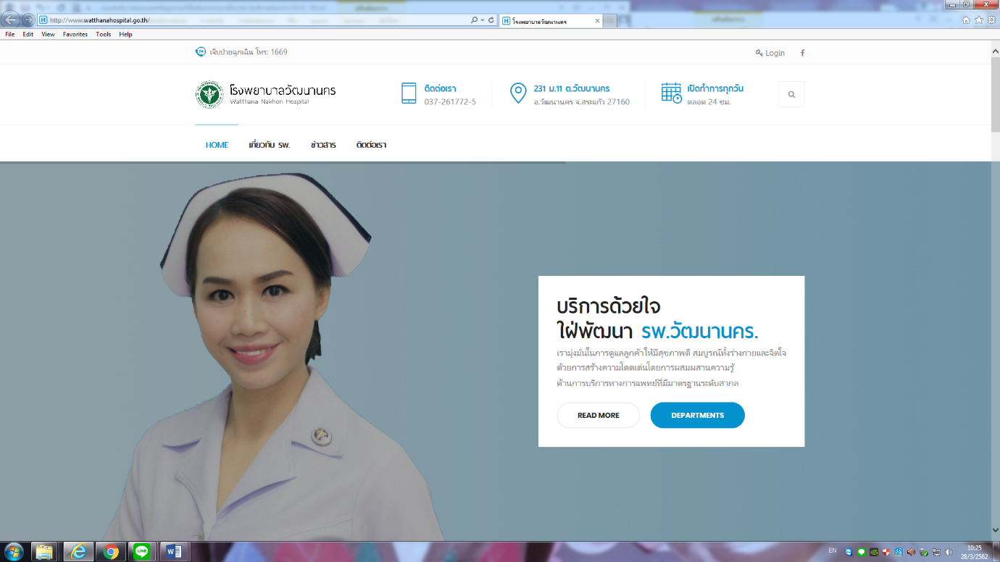 http://www.watthanahospital.go.th/
โรงพยาบาลวัฒนานคร
File Edit View Favorites Tools Help
เจ็บป่วยฉุกเฉิน โทร: 1669
Login
โรงพยาบาลวัฒนานคร
Watthana Nakhon Hospital
ติดต่อเรา
037-261772-5
231 ม.11 ต.วัฒนานคร
อ.วัฒนานคร จ.สระแก้ว 27160
เปิดทำการทุกวัน
ตลอด 24 ซม.
HOME เกี่ยวกับ รพ. ข่าวสาร ติดต่อเรา
บริการด้วยใจ
ใฝ่พัฒนา รพ.วัฒนานคร.
เรามุ่งมั่นในการดูแลลูกค้าให้มีสุขภาพดี สมบูรณ์ทั้งร่างกายและจิตใจ
ด้วยการสร้างความโดดเด่นโดยการผสมผสานความรู้
ด้านการบริการทางการแพทย์ที่มีมาตรฐานระดับสากล
READ MORE DEPARTMENTS
LINE
EN
10:25
28/3/2562